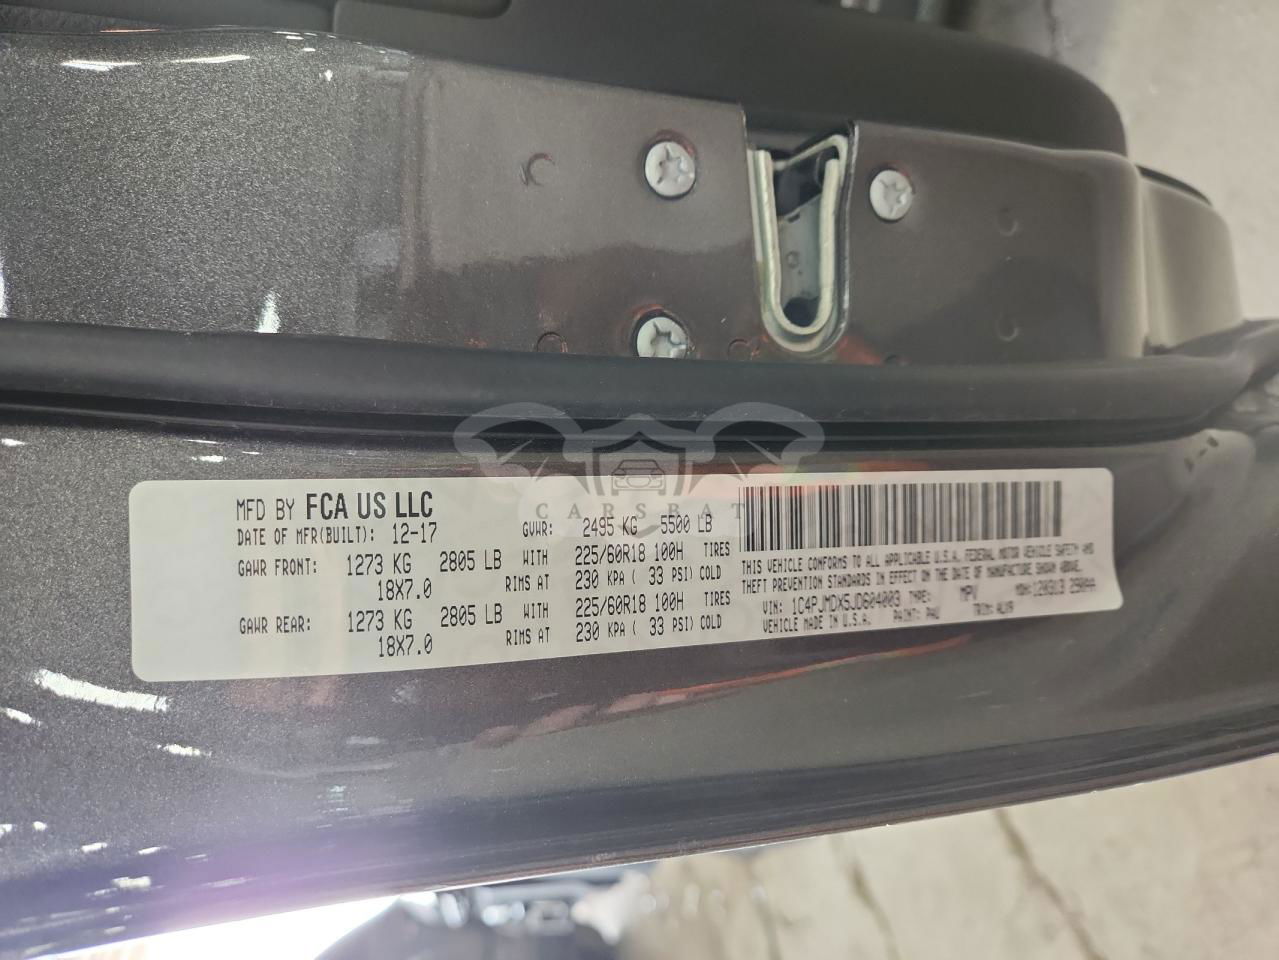 MFD BY FCA US LLC
DATE OF MFR(BUILT): 12-17 GVWR: 2495 KG 5500 LB
GAWR FRONT: 1273 KG 2805 LB WITH 225/60R18 100H TIRES
18X7.0 RIMS AT 230 KPA ( 33 PSI) COLD
GAWR REAR: 1273 KG 2805 LB WITH 225/60R18 100H TIRES
18X7.0 RIMS AT 230 KPA ( 33 PSI) COLD
THIS VEHICLE CONFORMS TO ALL APPLICABLE U.S.A. FEDERAL MOTOR VEHICLE SAFETY AND
THEFT PREVENTION STANDARDS IN EFFECT ON THE DATE OF MANUFACTURE SHOWN ABOVE.
VIN: 1C4PJMDX5JD604003 TYPE: MPV MDH:
VEHICLE MADE IN U.S.A. PAINT: PAU TRIM: ALX9
CARSBAT